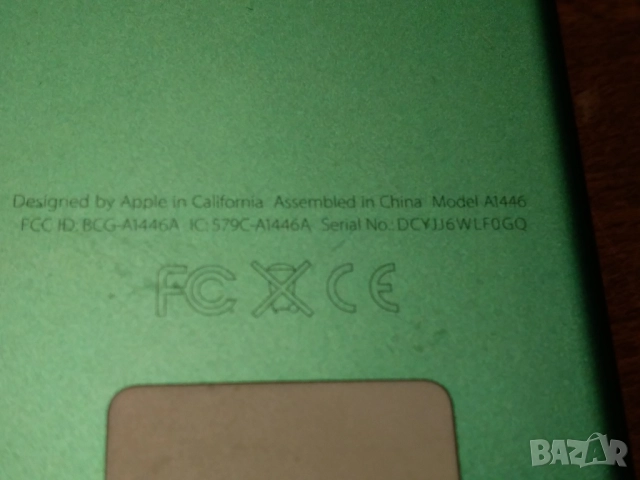 Designed by Apple in California Assembled in China Model A1446
FCC ID: BCG-A1446A IC: 579C-A1446A Serial No.: DCYJJ6WLF0GQ
FC CE
BAZAR